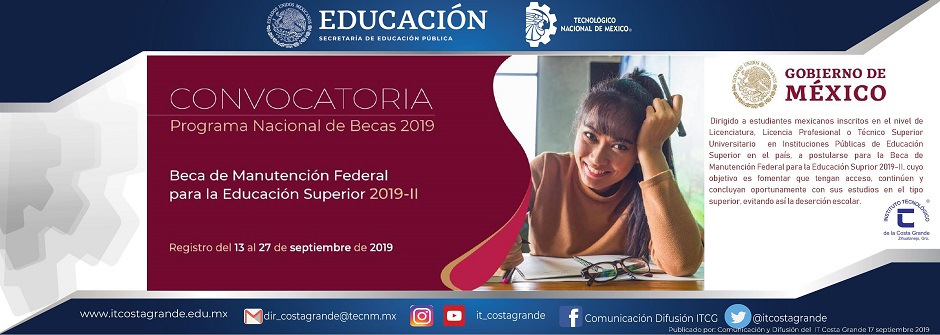 EDUCACIÓN
SECRETARÍA DE EDUCACIÓN PÚBLICA
TECNOLÓGICO
NACIONAL DE MÉXICO®
CONVOCATORIA
Programa Nacional de Becas 2019
Beca de Manutención Federal
para la Educación Superior 2019-II
Registro del 13 al 27 de septiembre de 2019
ESTADOS UNIDOS MEXICANOS
GOBIERNO DE
MÉXICO
Dirigido a estudiantes mexicanos inscritos en el nivel de
Licenciatura, Licencia Profesional o Técnico Superior
Universitario en Instituciones Públicas de Educación
Superior en el país, a postularse para la Beca de
Manutención Federal para la Educación Suprior 2019-II, cuyo
objetivo es fomentar que tengan acceso, continúen y
concluyan oportunamente con sus estudios en el tipo
superior, evitando así la deserción escolar.
INSTITUTO TECNOLÓGICO ®
de la Costa Grande
Zihuatanejo, Gro.
www.itcostagrande.edu.mx
dir_costagrande@tecnm.mx
it_costagrande
Comunicación Difusión ITCG
@itcostagrande
Publicado por: Comunicación y Difusión del IT Costa Grande 17 septiembre 2019